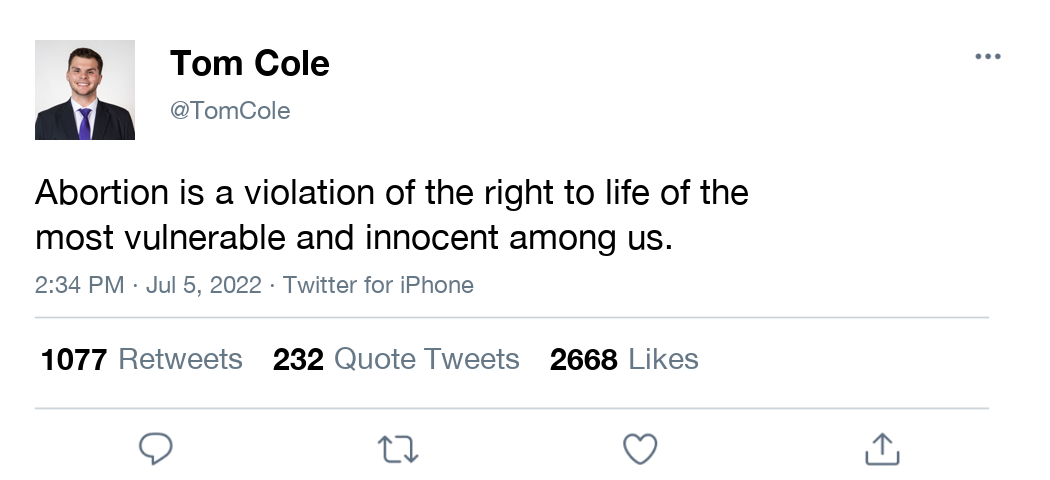 Tom Cole
@TomCole
Abortion is a violation of the right to life of the
most vulnerable and innocent among us.
2:34 PM · Jul 5, 2022 · Twitter for iPhone
1077 Retweets 232 Quote Tweets 2668 Likes